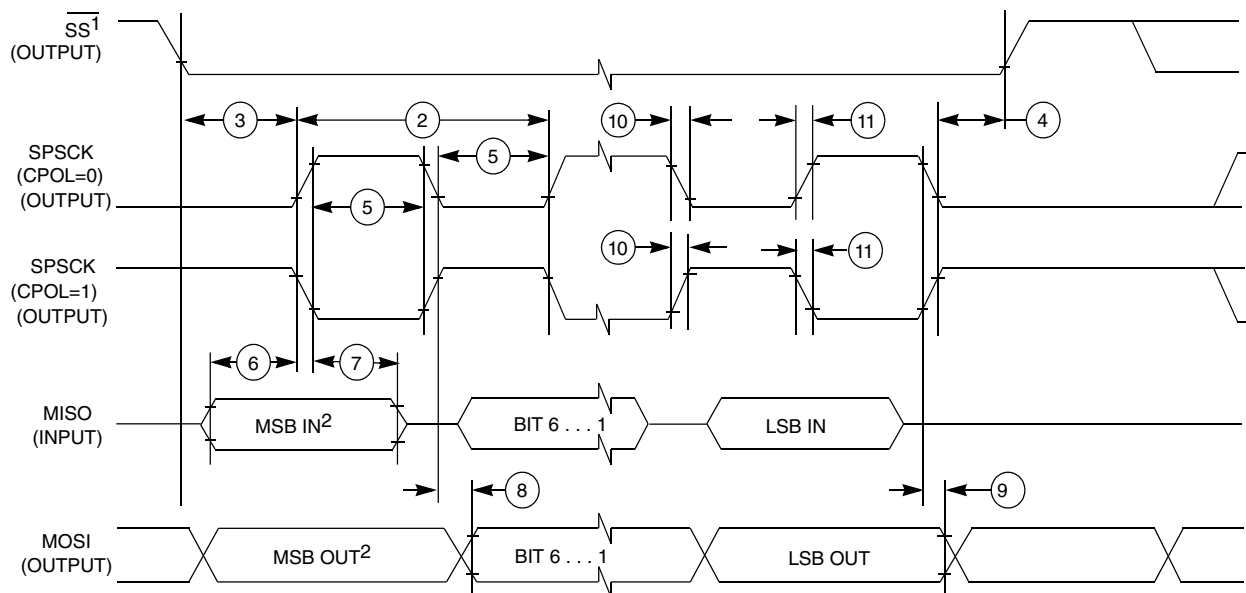 SS¹
(OUTPUT)
3
2
10
11
4
SPSCK
(CPOL=0)
(OUTPUT)
5
5
SPSCK
(CPOL=1)
(OUTPUT)
10
11
6
7
MISO
(INPUT)
MSB IN²
BIT 6 . . . 1
LSB IN
8
9
MOSI
(OUTPUT)
MSB OUT²
BIT 6 . . . 1
LSB OUT